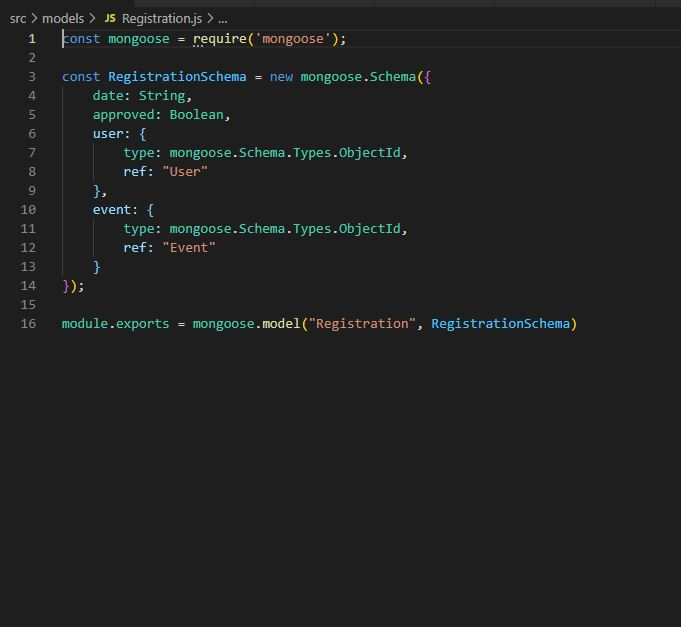 src > models > JS Registration.js > ...
1 const mongoose = require('mongoose');
2
3 const RegistrationSchema = new mongoose.Schema({
4     date: String,
5     approved: Boolean,
6     user: {
7         type: mongoose.Schema.Types.ObjectId,
8         ref: "User"
9     },
10     event: {
11         type: mongoose.Schema.Types.ObjectId,
12         ref: "Event"
13     }
14 });
15
16 module.exports = mongoose.model("Registration", RegistrationSchema)